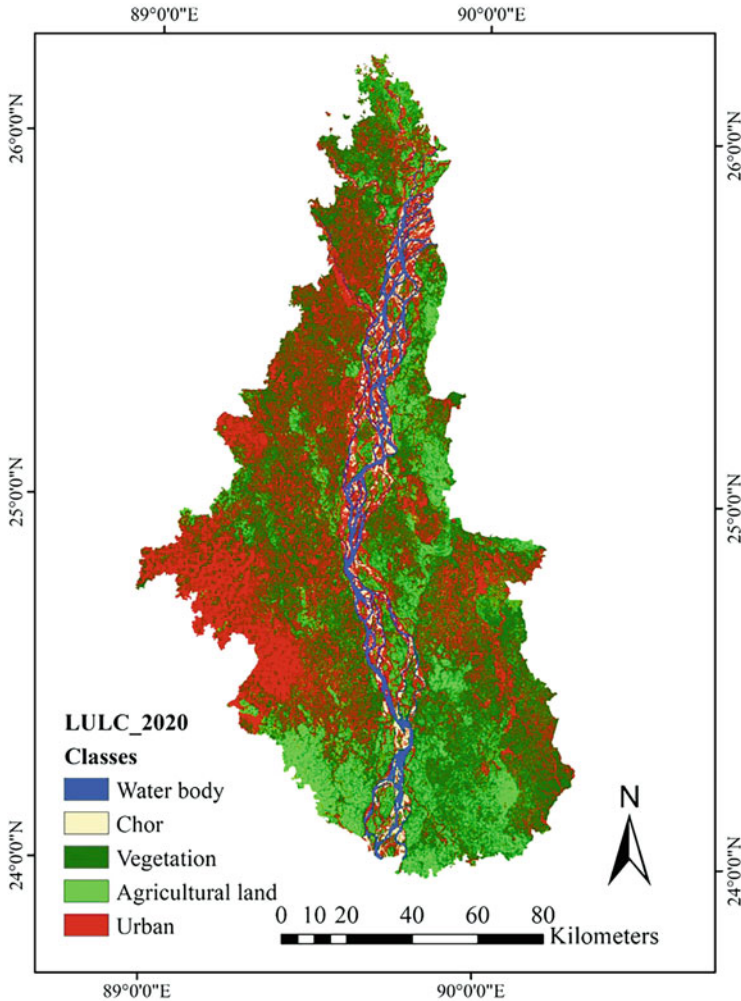 89°0'0"E 90°0'0"E
26°0'0"N 26°0'0"N
25°0'0"N 25°0'0"N
24°0'0"N 24°0'0"N
LULC_2020
Classes
Water body
Chor
Vegetation
Agricultural land
Urban
N
0 10 20 40 60 80
Kilometers
89°0'0"E 90°0'0"E